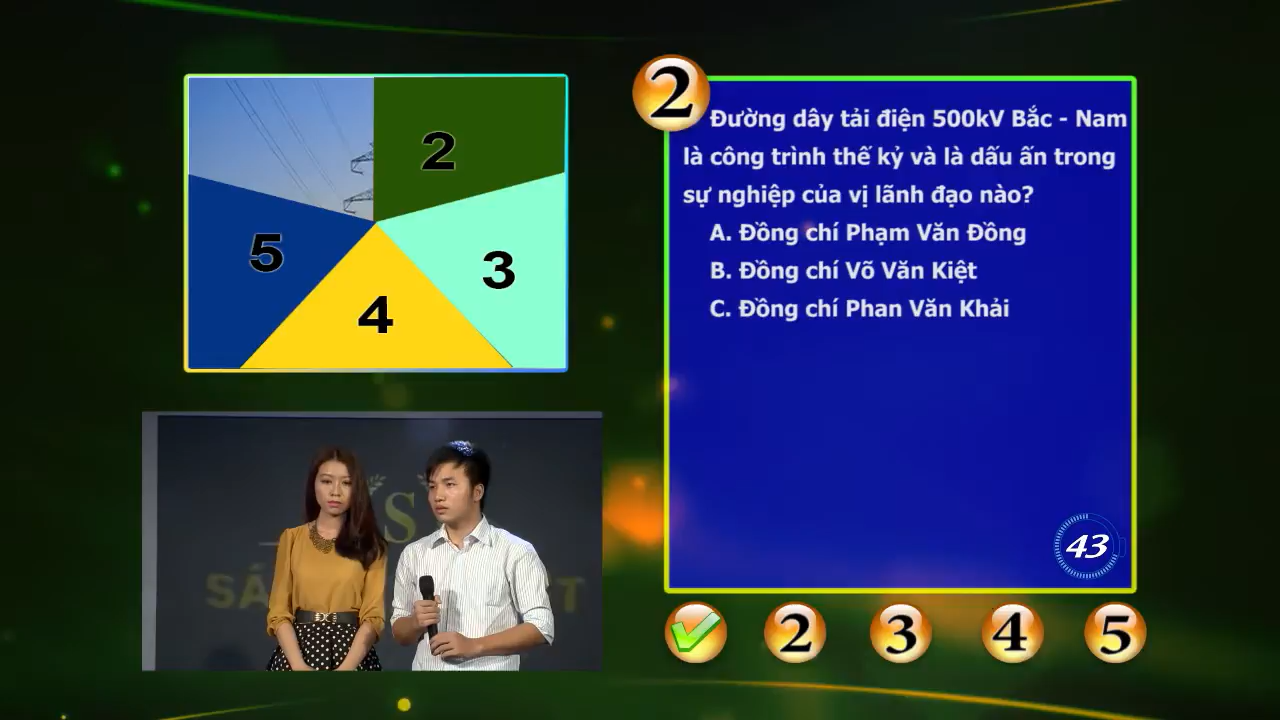 2
5
3
4
2
Đường dây tải điện 500kV Bắc - Nam
là công trình thế kỷ và là dấu ấn trong
sự nghiệp của vị lãnh đạo nào?
A. Đồng chí Phạm Văn Đồng
B. Đồng chí Võ Văn Kiệt
C. Đồng chí Phan Văn Khải
43
S
2 3 4 5